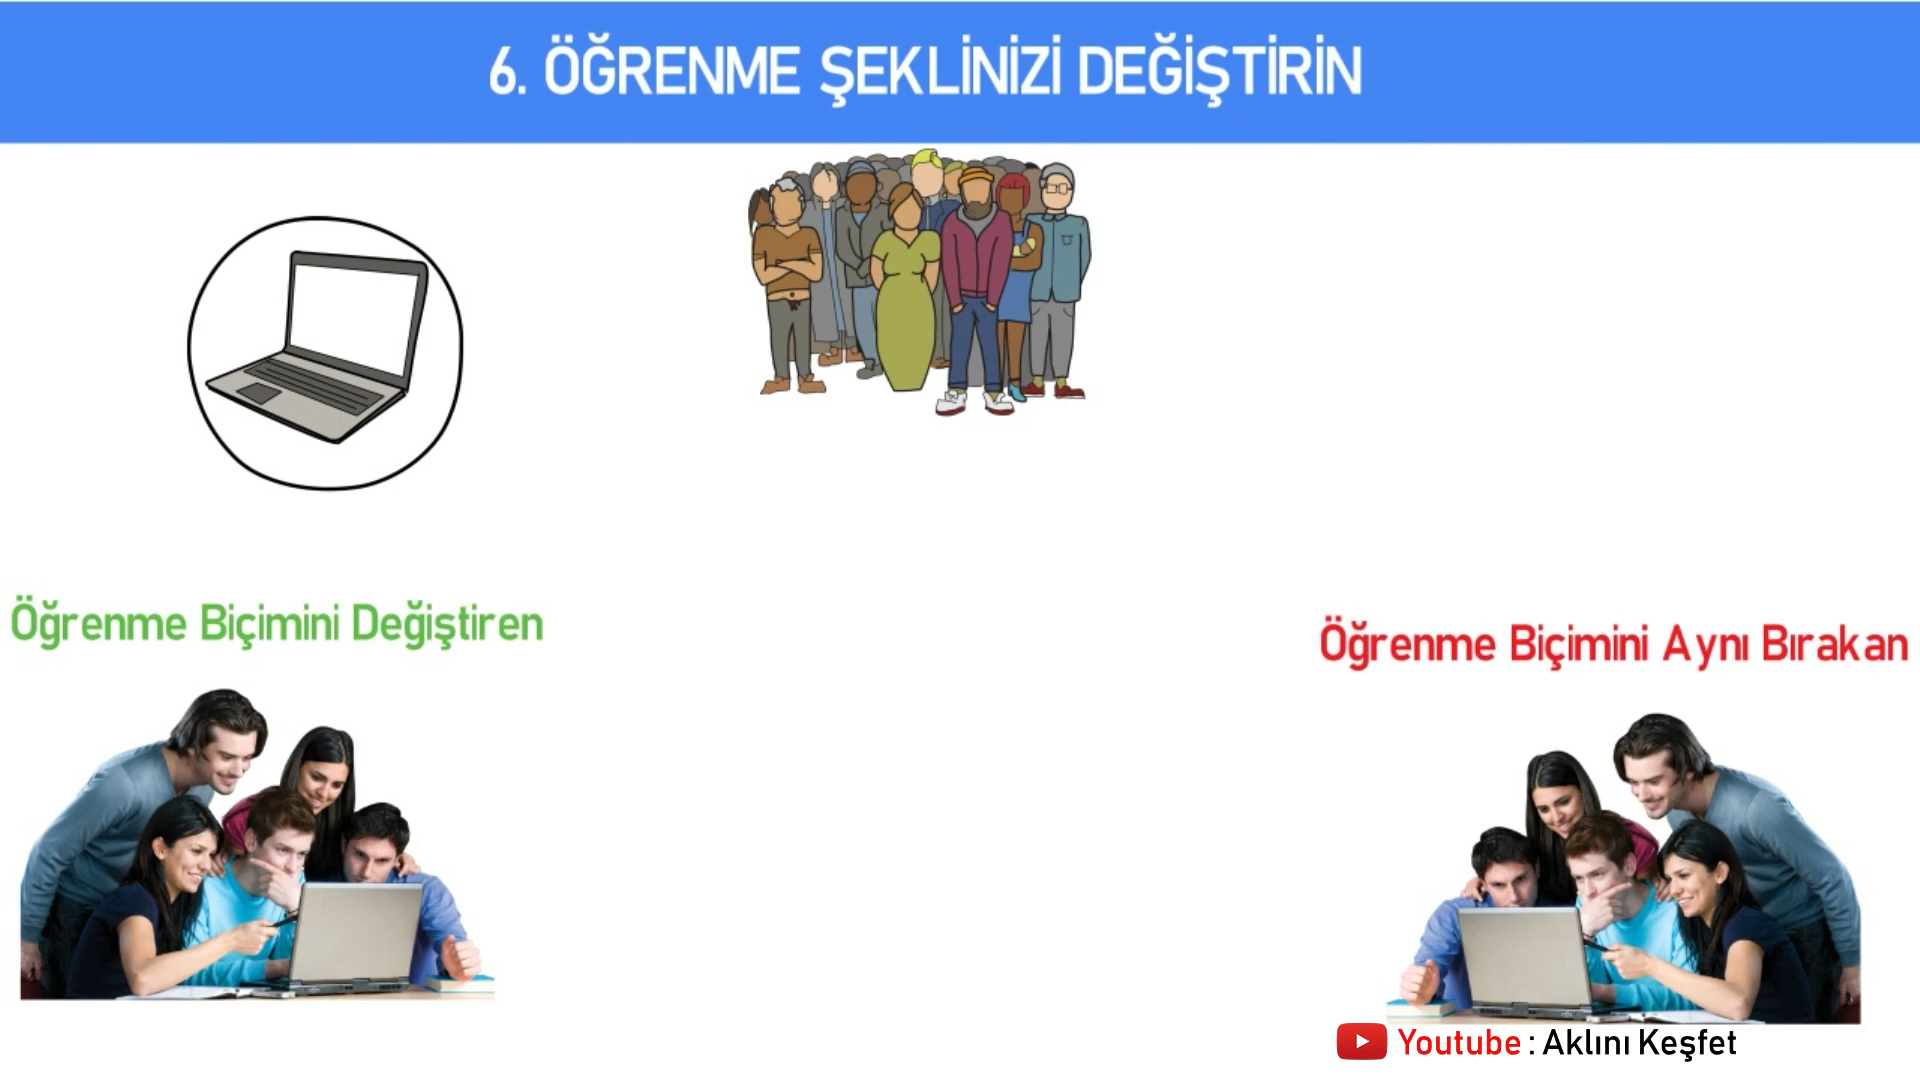 6. ÖĞRENME ŞEKLİNİZİ DEĞİŞTİRİN
Öğrenme Biçimini Değiştiren
Öğrenme Biçimini Aynı Bırakan
Youtube : Aklını Keşfet